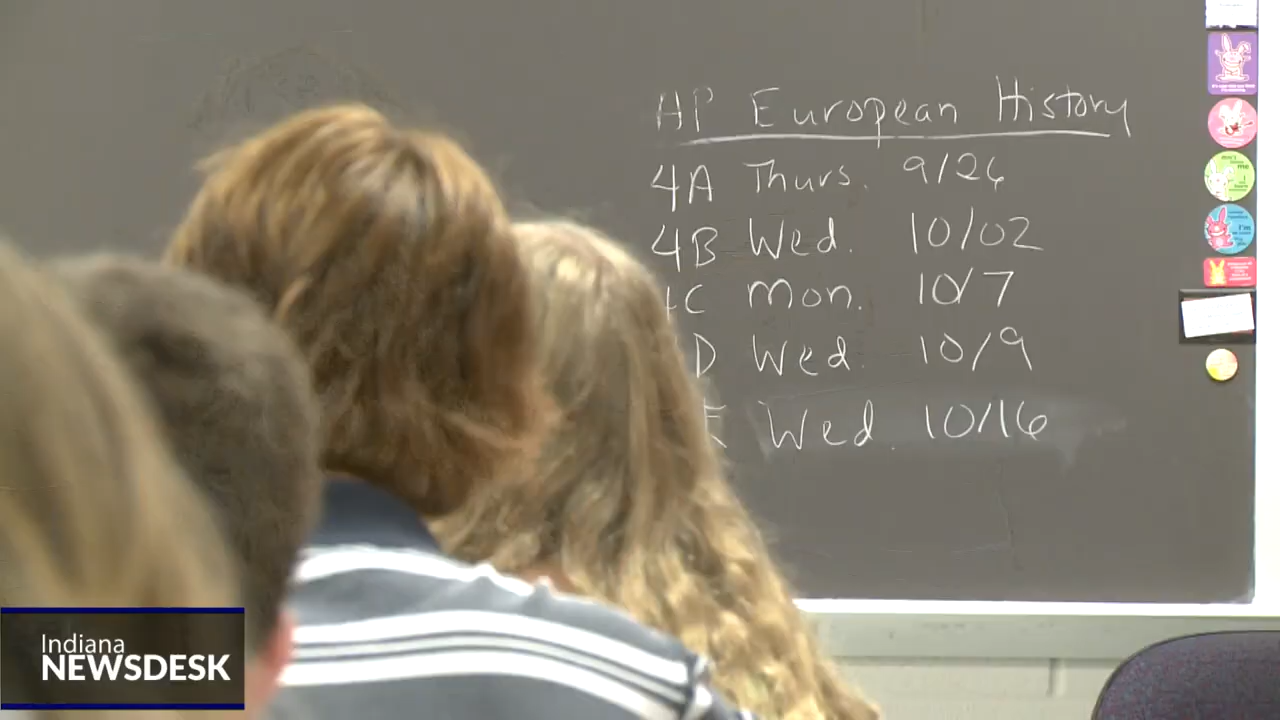 AP European History
4A Thurs. 9/26
4B Wed. 10/02
C Mon. 10/7
D Wed. 10/9
E Wed. 10/16
Indiana
NEWSDESK